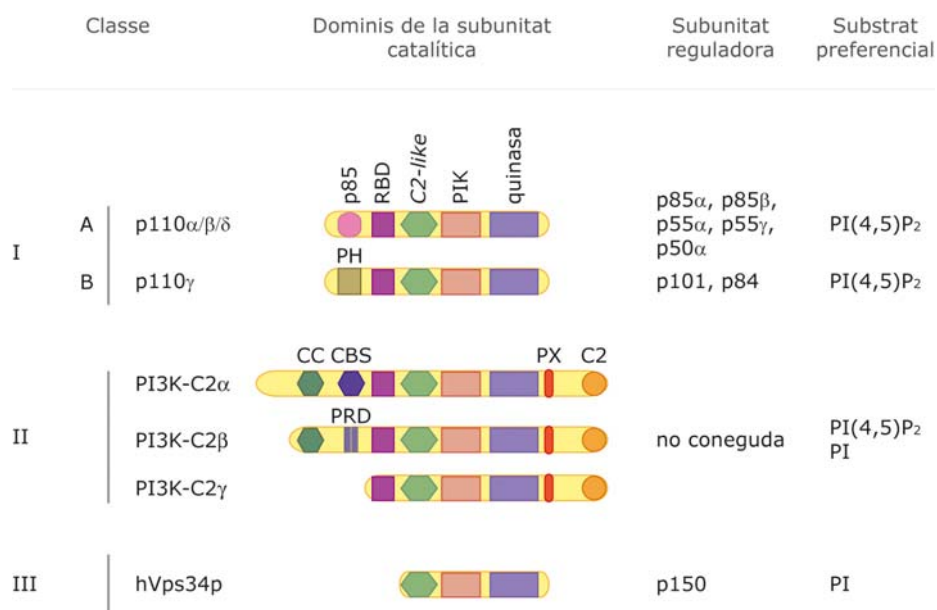 Classe
Dominis de la subunitat
catalítica
Subunitat
reguladora
Substrat
preferencial
p85
RBD
C2-like
PIK
quinasa
I
A
p110α/β/δ
p85α, p85β,
p55α, p55γ,
p50α
PI(4,5)P2
PH
B
p110γ
p101, p84
PI(4,5)P2
CC CBS PX C2
II
PI3K-C2α
PRD
PI3K-C2β
no coneguda
PI(4,5)P2
PI
PI3K-C2γ
III
hVps34p
p150
PI